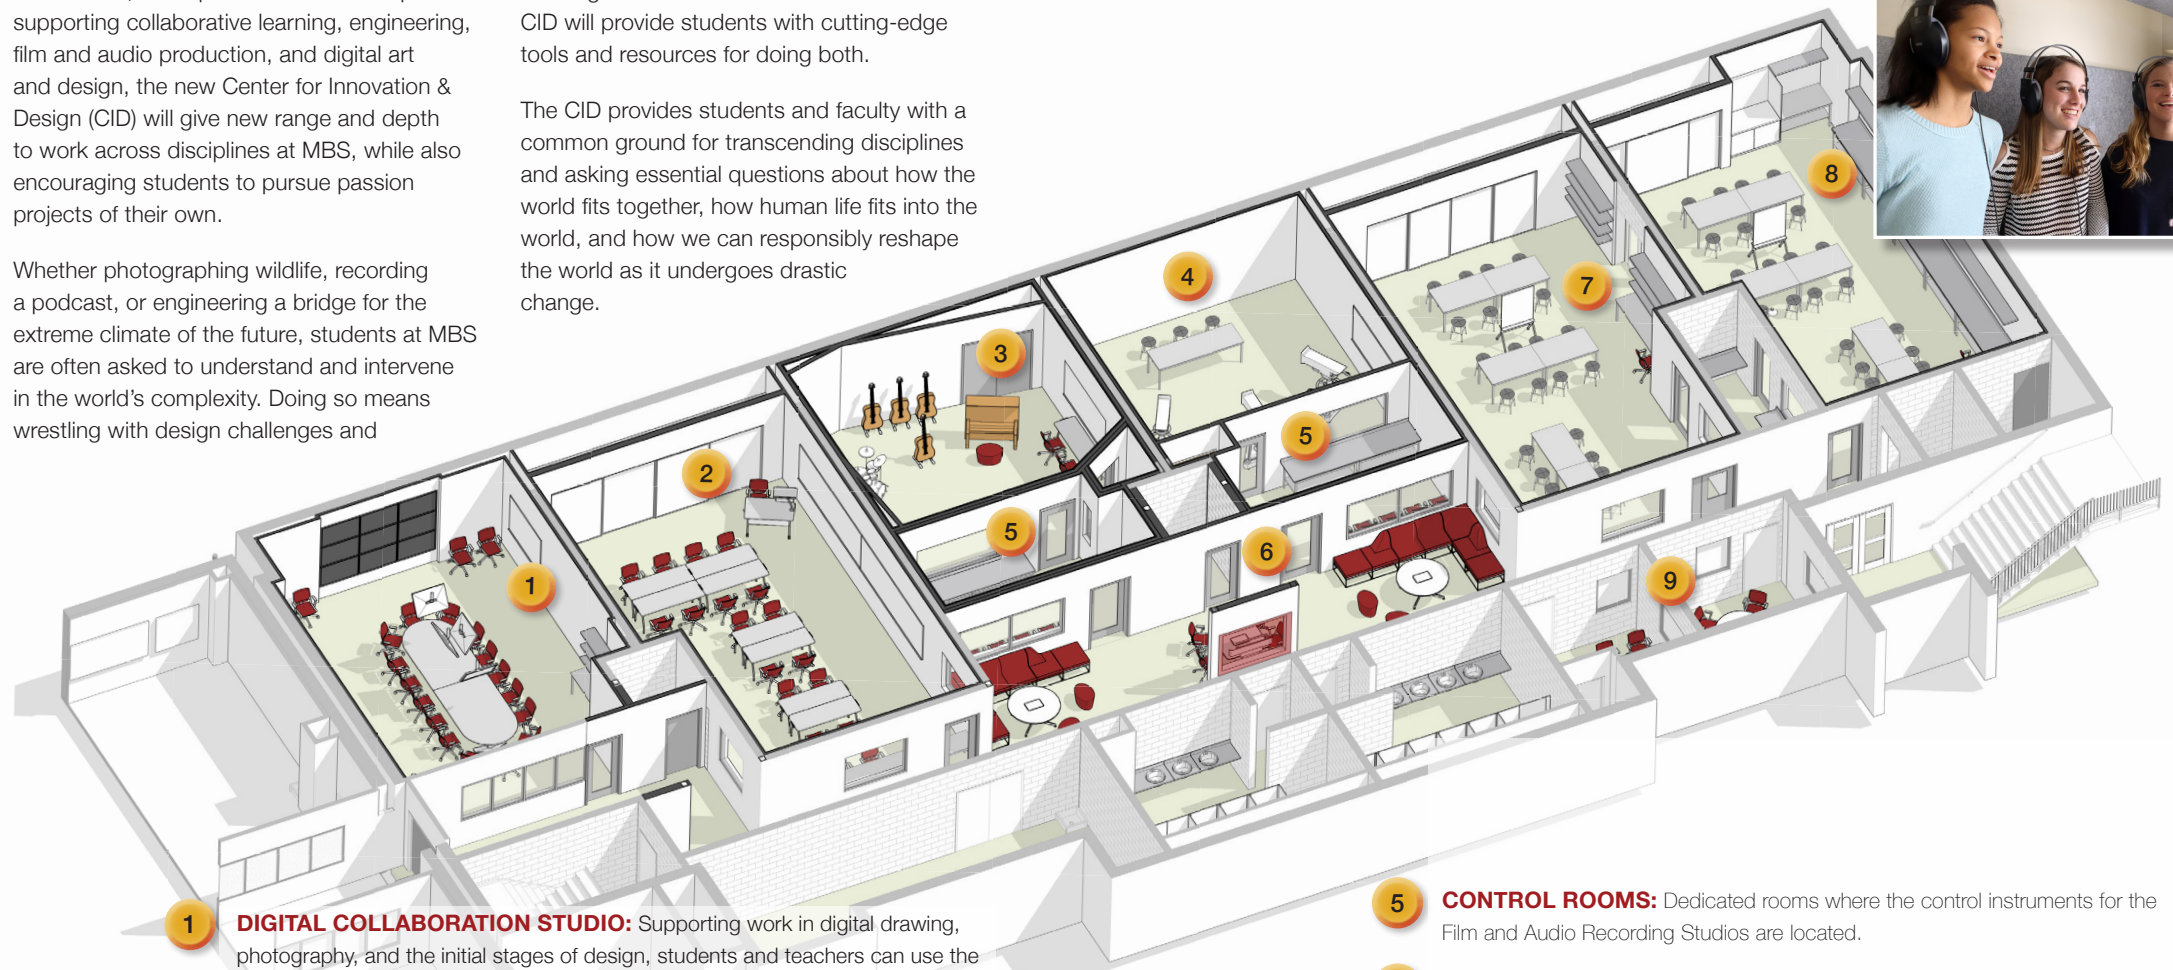 supporting collaborative learning, engineering,
film and audio production, and digital art
and design, the new Center for Innovation &
Design (CID) will give new range and depth
to work across disciplines at MBS, while also
encouraging students to pursue passion
projects of their own.
Whether photographing wildlife, recording
a podcast, or engineering a bridge for the
extreme climate of the future, students at MBS
are often asked to understand and intervene
in the world's complexity. Doing so means
wrestling with design challenges and
CID will provide students with cutting-edge
tools and resources for doing both.
The CID provides students and faculty with a
common ground for transcending disciplines
and asking essential questions about how the
world fits together, how human life fits into the
world, and how we can responsibly reshape
the world as it undergoes drastic
change.
1
2
3
4
5
5
6
7
8
9
1 DIGITAL COLLABORATION STUDIO: Supporting work in digital drawing,
photography, and the initial stages of design, students and teachers can use the
5 CONTROL ROOMS: Dedicated rooms where the control instruments for the
Film and Audio Recording Studios are located.